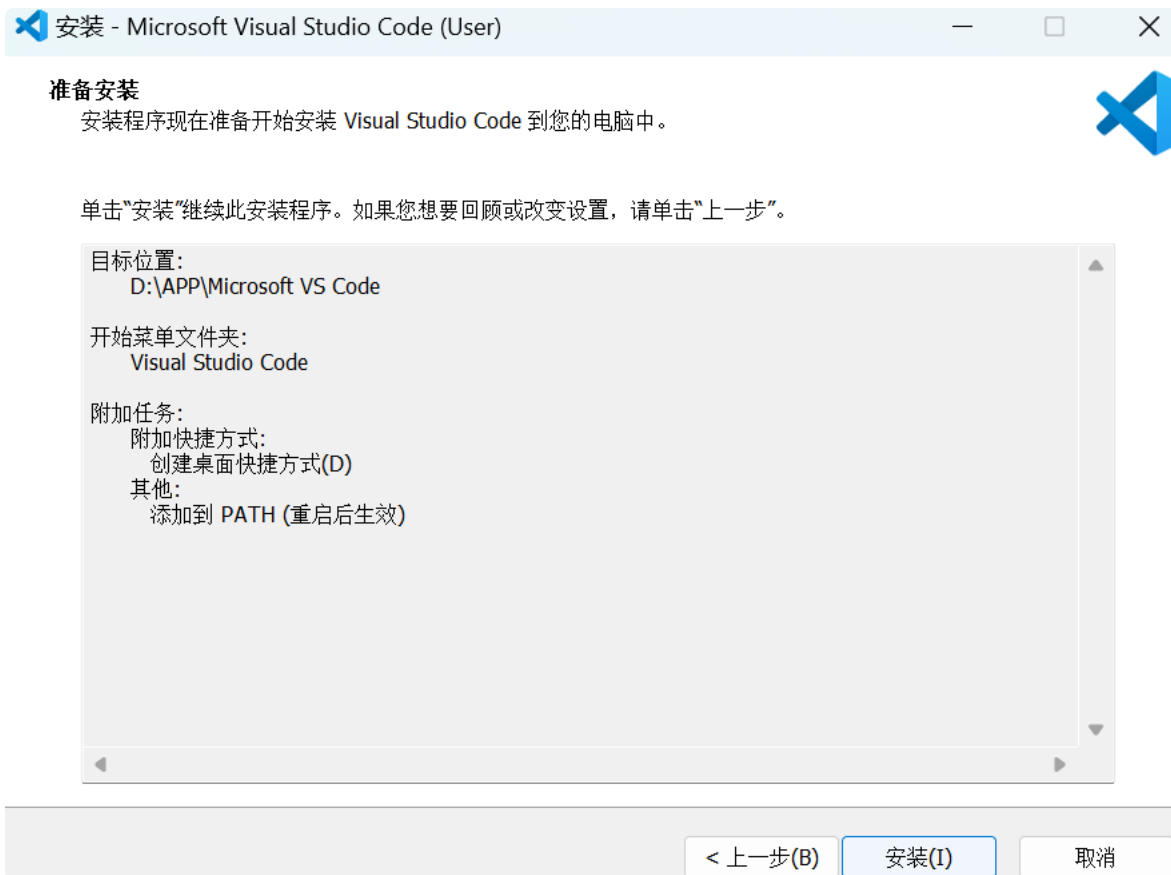 安装 - Microsoft Visual Studio Code (User)
准备安装
安装程序现在准备开始安装 Visual Studio Code 到您的电脑中。
单击“安装”继续此安装程序。如果您想要回顾或改变设置，请单击“上一步”。
目标位置:
D:\APP\Microsoft VS Code
开始菜单文件夹:
Visual Studio Code
附加任务:
附加快捷方式:
创建桌面快捷方式(D)
其他:
添加到 PATH (重启后生效)
< 上一步(B)
安装(I)
取消